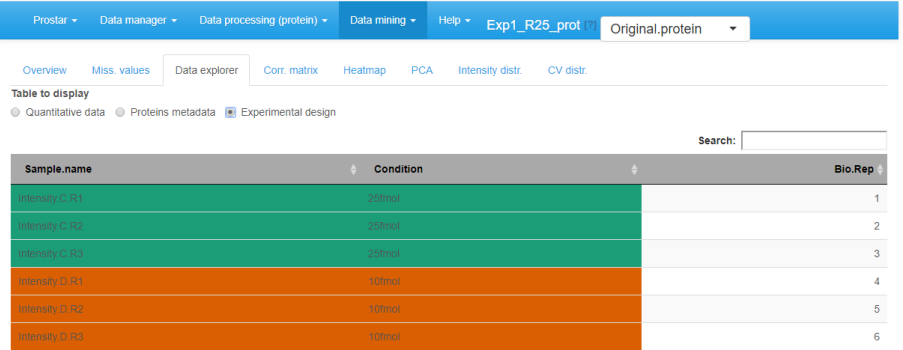 Prostar Data manager Data processing (protein) Data mining Help Exp1_R25_prot [?] Original.protein
Overview Miss. values Data explorer Corr. matrix Heatmap PCA Intensity distr. CV distr.
Table to display
Quantitative data Proteins metadata Experimental design
Search:
Sample.name Condition Bio.Rep
Intensity.C.R1 25fmol 1
Intensity.C.R2 25fmol 2
Intensity.C.R3 25fmol 3
Intensity.D.R1 10fmol 4
Intensity.D.R2 10fmol 5
Intensity.D.R3 10fmol 6